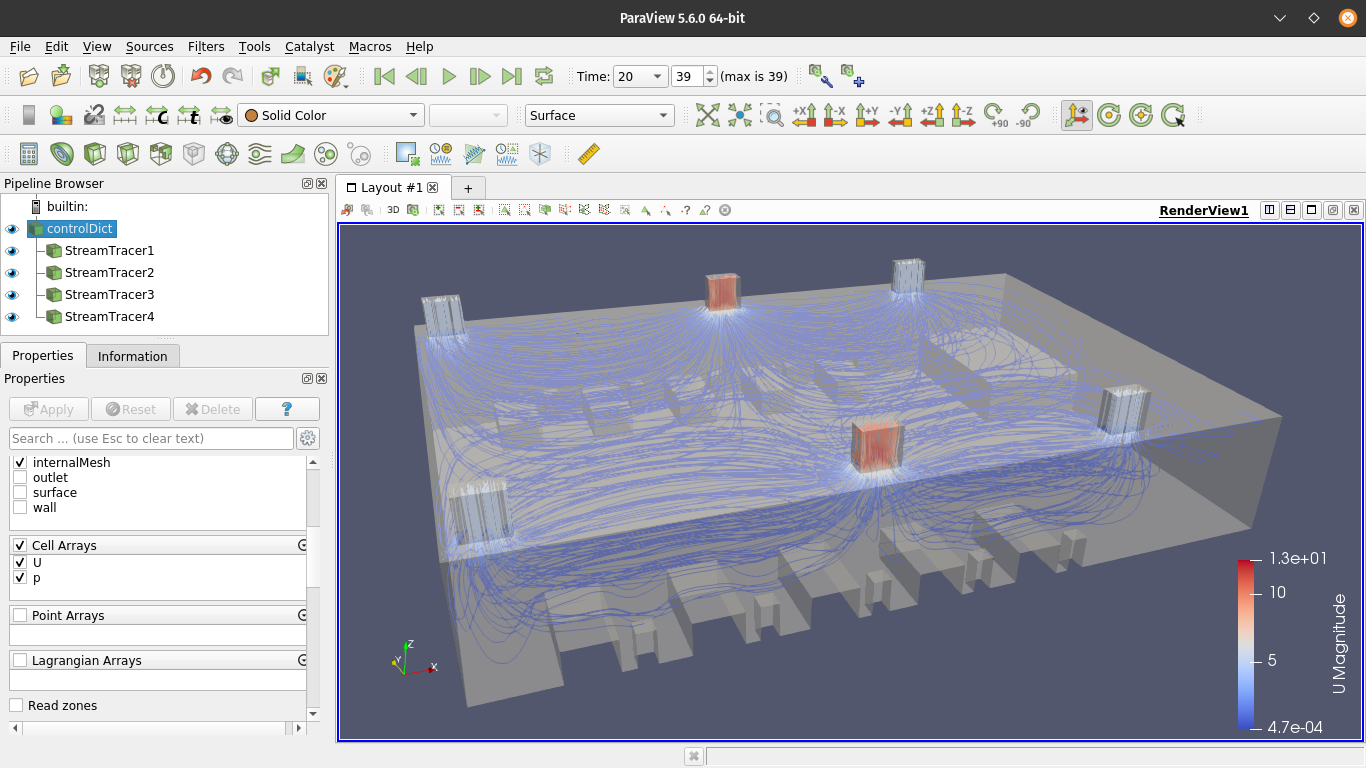 ParaView 5.6.0 64-bit
File Edit View Sources Filters Tools Catalyst Macros Help
Time: 20 39 (max is 39)
C t Solid Color Surface +X -X +Y -Y +Z -Z +90 -90
Pipeline Browser
builtin:
controlDict
StreamTracer1
StreamTracer2
StreamTracer3
StreamTracer4
Properties Information
Properties
Apply Reset Delete ?
Search ... (use Esc to clear text)
internalMesh
outlet
surface
wall
Cell Arrays
U
p
Point Arrays
Lagrangian Arrays
Read zones
Layout #1 +
3D RenderView1
Z
Y
X
1.3e+01
10
5
4.7e-04
U Magnitude